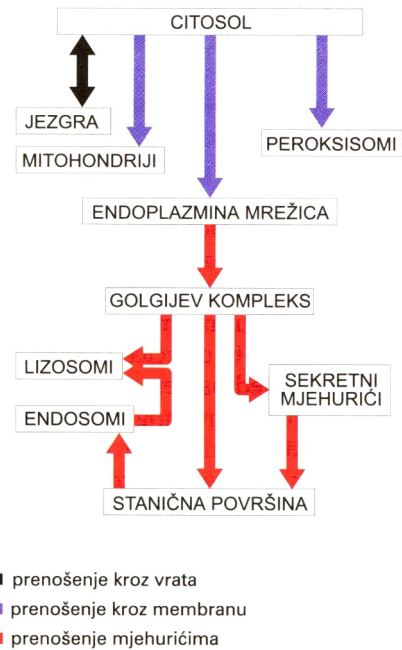 CITOSOL
JEZGRA
MITOHONDRIJI
PEROKSISOMI
ENDOPLAZMINA MREŽICA
GOLGIJEV KOMPLEKS
LIZOSOMI
SEKRETNI
MJEHURIĆI
ENDOSOMI
STANIČNA POVRŠINA
prenošenje kroz vrata
prenošenje kroz membranu
prenošenje mjehurićima